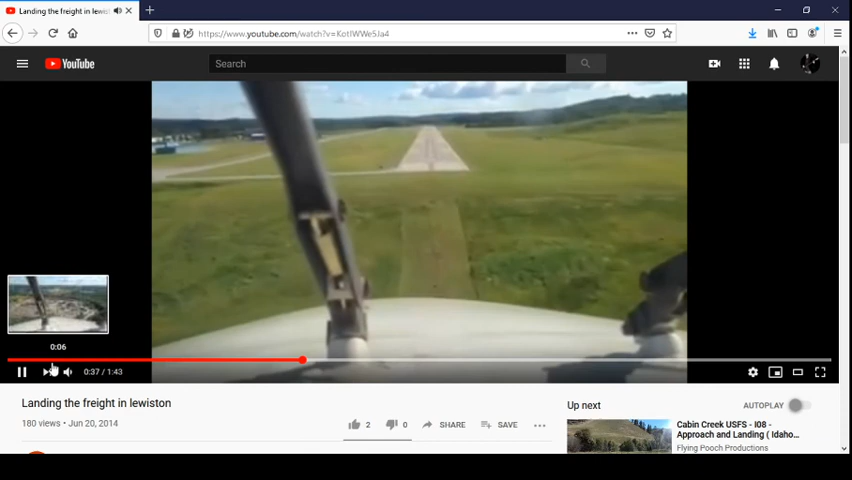 Landing the freight in lewist
https://www.youtube.com/watch?v=KotIWWe5Ja4
YouTube
Search
0:06
0:37 / 1:43
Landing the freight in lewiston
180 views • Jun 20, 2014
2
0
SHARE
SAVE
Up next
AUTOPLAY
Cabin Creek USFS - I08 -
Approach and Landing ( Idaho...
Flying Pooch Productions